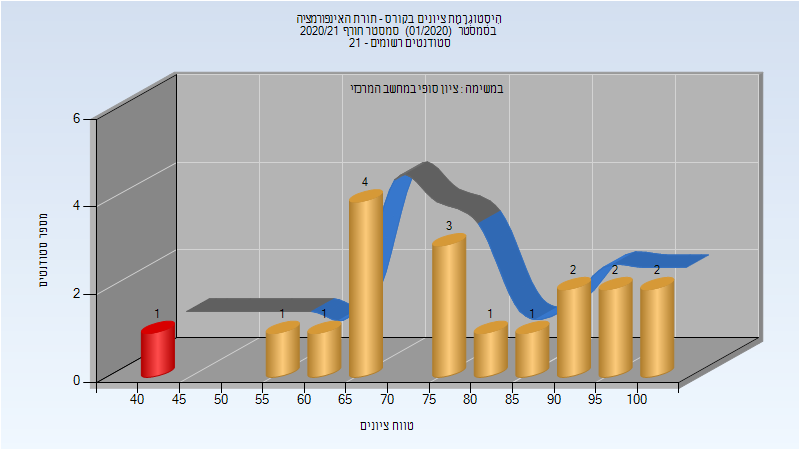 היסטוגרמת ציונים בקורס - תורת האינפורמציה
בסמסטר (01/2020) סמסטר חורף 2020/21
סטודנטים רשומים - 21
במשימה : ציון סופי במחשב המרכזי
מספר סטודנטים
6
4
2
0
1
1
1
4
3
1
1
2
2
2
40 45 50 55 60 65 70 75 80 85 90 95 100
טווח ציונים